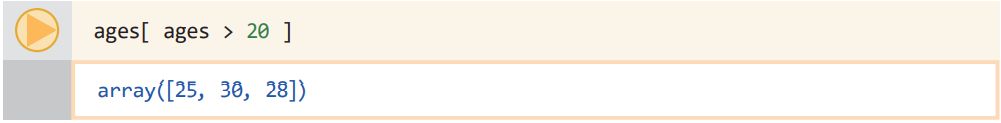 ages[ ages > 20 ]
array([25, 30, 28])